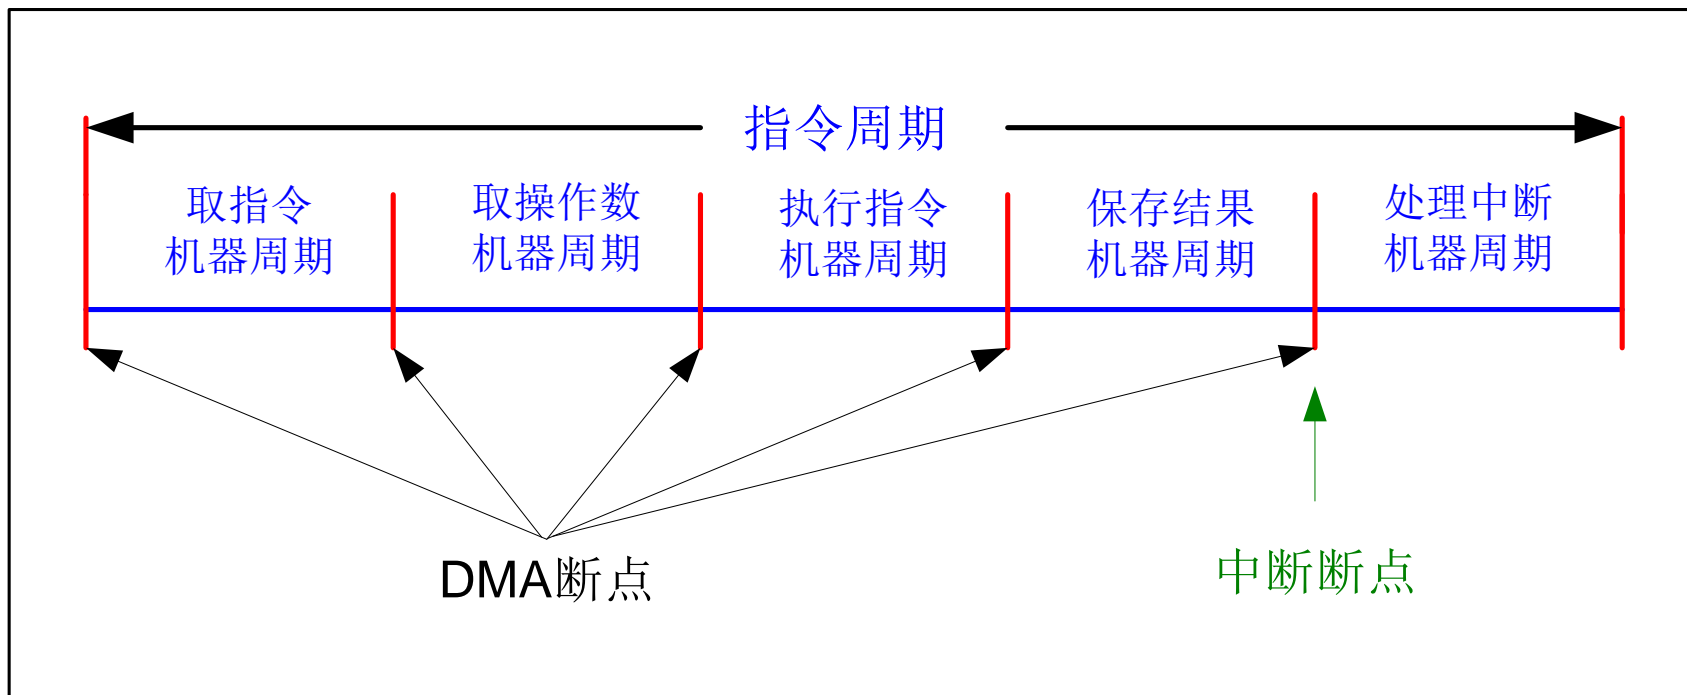 指令周期
取指令
机器周期
取操作数
机器周期
执行指令
机器周期
保存结果
机器周期
处理中断
机器周期
DMA断点
中断断点